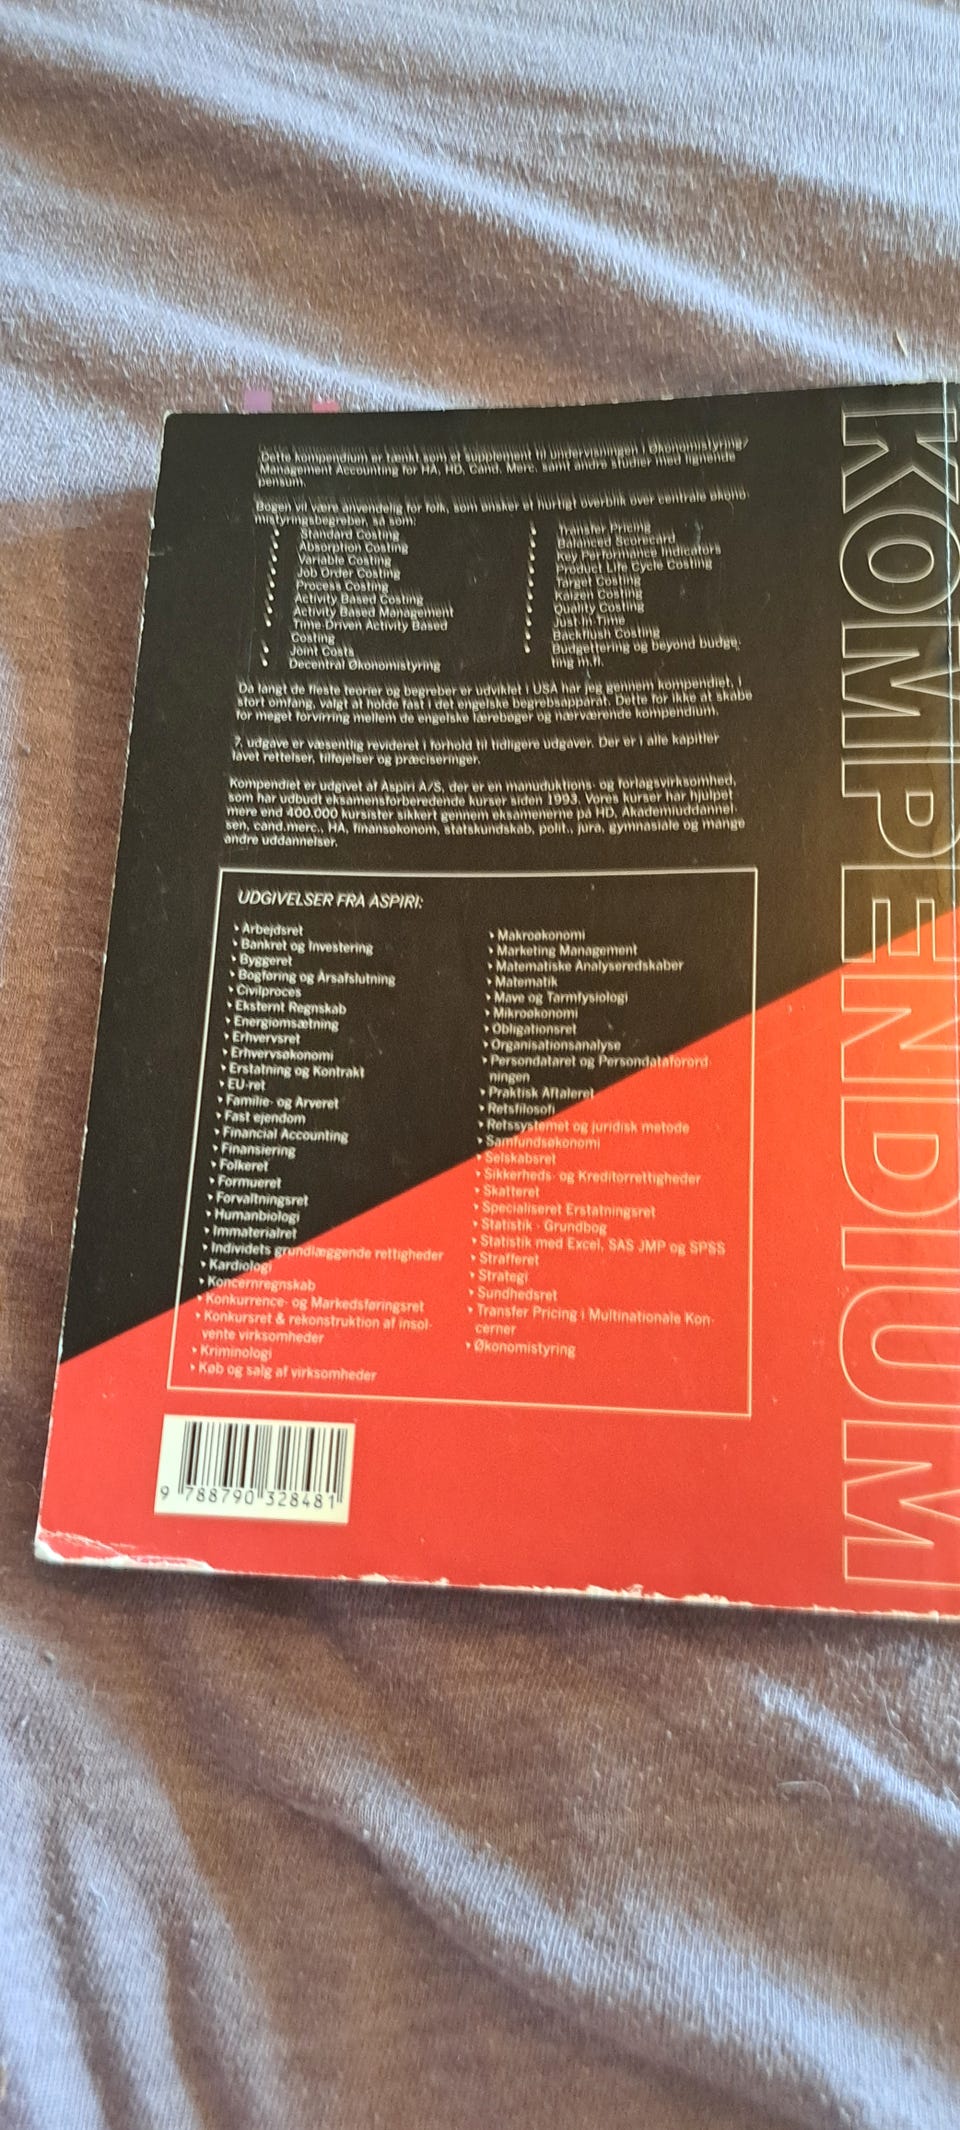 Dette kompendium er tænkt som et supplement til undervisningen i Økonomistyring/
Management Accounting for HA, HD, Cand. Merc. samt andre studier med lignende
pensum.
Bogen vil være anvendelig for folk, som ønsker et hurtigt overblik over centrale økono
mistyringsbegreber, så som:
Standard Costing
Absorption Costing
Variable Costing
Job Order Costing
Process Costing
Activity Based Costing
Activity Based Management
Time-Driven Activity Based
Costing
Joint Costs
Decentral Økonomistyring
Transfer Pricing
Balanced Scorecard
Key Performance Indicators
Product Life Cycle Costing
Target Costing
Kaizen Costing
Quality Costing
Just-In-Time
Backflush Costing
Budgettering og beyond budge-
ting m.fl.
Da langt de fleste teorier og begreber er udviklet i USA har jeg gennem kompendiet, i
stort omfang, valgt at holde fast i det engelske begrebsapparat. Dette for ikke at skabe
for meget forvirring mellem de engelske lærebøger og nærværende kompendium.
7. udgave er væsentlig revideret i forhold til tidligere udgaver. Der er i alle kapitler
lavet rettelser, tilføjelser og præciseringer.
Kompendiet er udgivet af Aspiri A/S, der er en manuduktions- og forlagsvirksomhed,
som har udbudt eksamensforberedende kurser siden 1993. Vores kurser har hjulpet
mere end 400.000 kursister sikkert gennem eksamenerne på HD, Akademiuddannel-
sen, cand.merc., HA, finansøkonom, statskundskab, polit., jura, gymnasiale og mange
andre uddannelser.
UDGIVELSER FRA ASPIRI:
Arbejdsret
Bankret og Investering
Byggeret
Bogføring og Årsafslutning
Civilproces
Eksternt Regnskab
Energiomsætning
Erhvervsret
Erhvervsøkonomi
Erstatning og Kontrakt
EU-ret
Familie- og Arveret
Fast ejendom
Financial Accounting
Finansiering
Folkeret
Formueret
Forvaltningsret
Humanbiologi
Immaterialret
Individets grundlæggende rettigheder
Kardiologi
Koncernregnskab
Konkurrence- og Markedsføringsret
Konkursret & rekonstruktion af insol-
vente virksomheder
Kriminologi
Køb og salg af virksomheder
Makroøkonomi
Marketing Management
Matematiske Analyseredskaber
Matematik
Mave og Tarmfysiologi
Mikroøkonomi
Obligationsret
Organisationsanalyse
Persondataret og Persondataforord-
ningen
Praktisk Aftaleret
Retsfilosofi
Retssystemet og juridisk metode
Samfundsøkonomi
Selskabsret
Sikkerheds- og Kreditorrettigheder
Skatteret
Specialiseret Erstatningsret
Statistik - Grundbog
Statistik med Excel, SAS JMP og SPSS
Strafferet
Strategi
Sundhedsret
Transfer Pricing i Multinationale Kon-
cerner
Økonomistyring
9 788790 328481
KOMPENDIUM